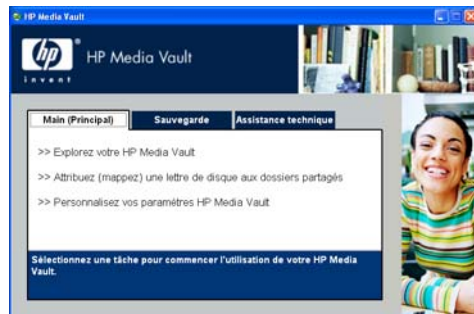 HP Media Vault
hp
invent
HP Media Vault
Main (Principal)
Sauvegarde
Assistance technique
>> Explorez votre HP Media Vault
>> Attribuez (mappez) une lettre de disque aux dossiers partagés
>> Personnalisez vos paramètres HP Media Vault
Sélectionnez une tâche pour commencer l'utilisation de votre HP Media
Vault.